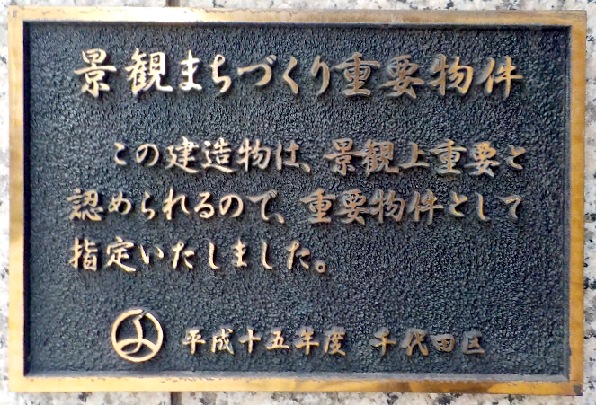 景観まちづくり重要物件
この建造物は、景観上重要と
認められるので、重要物件として
指定いたしました。
平成十五年度 千代田区